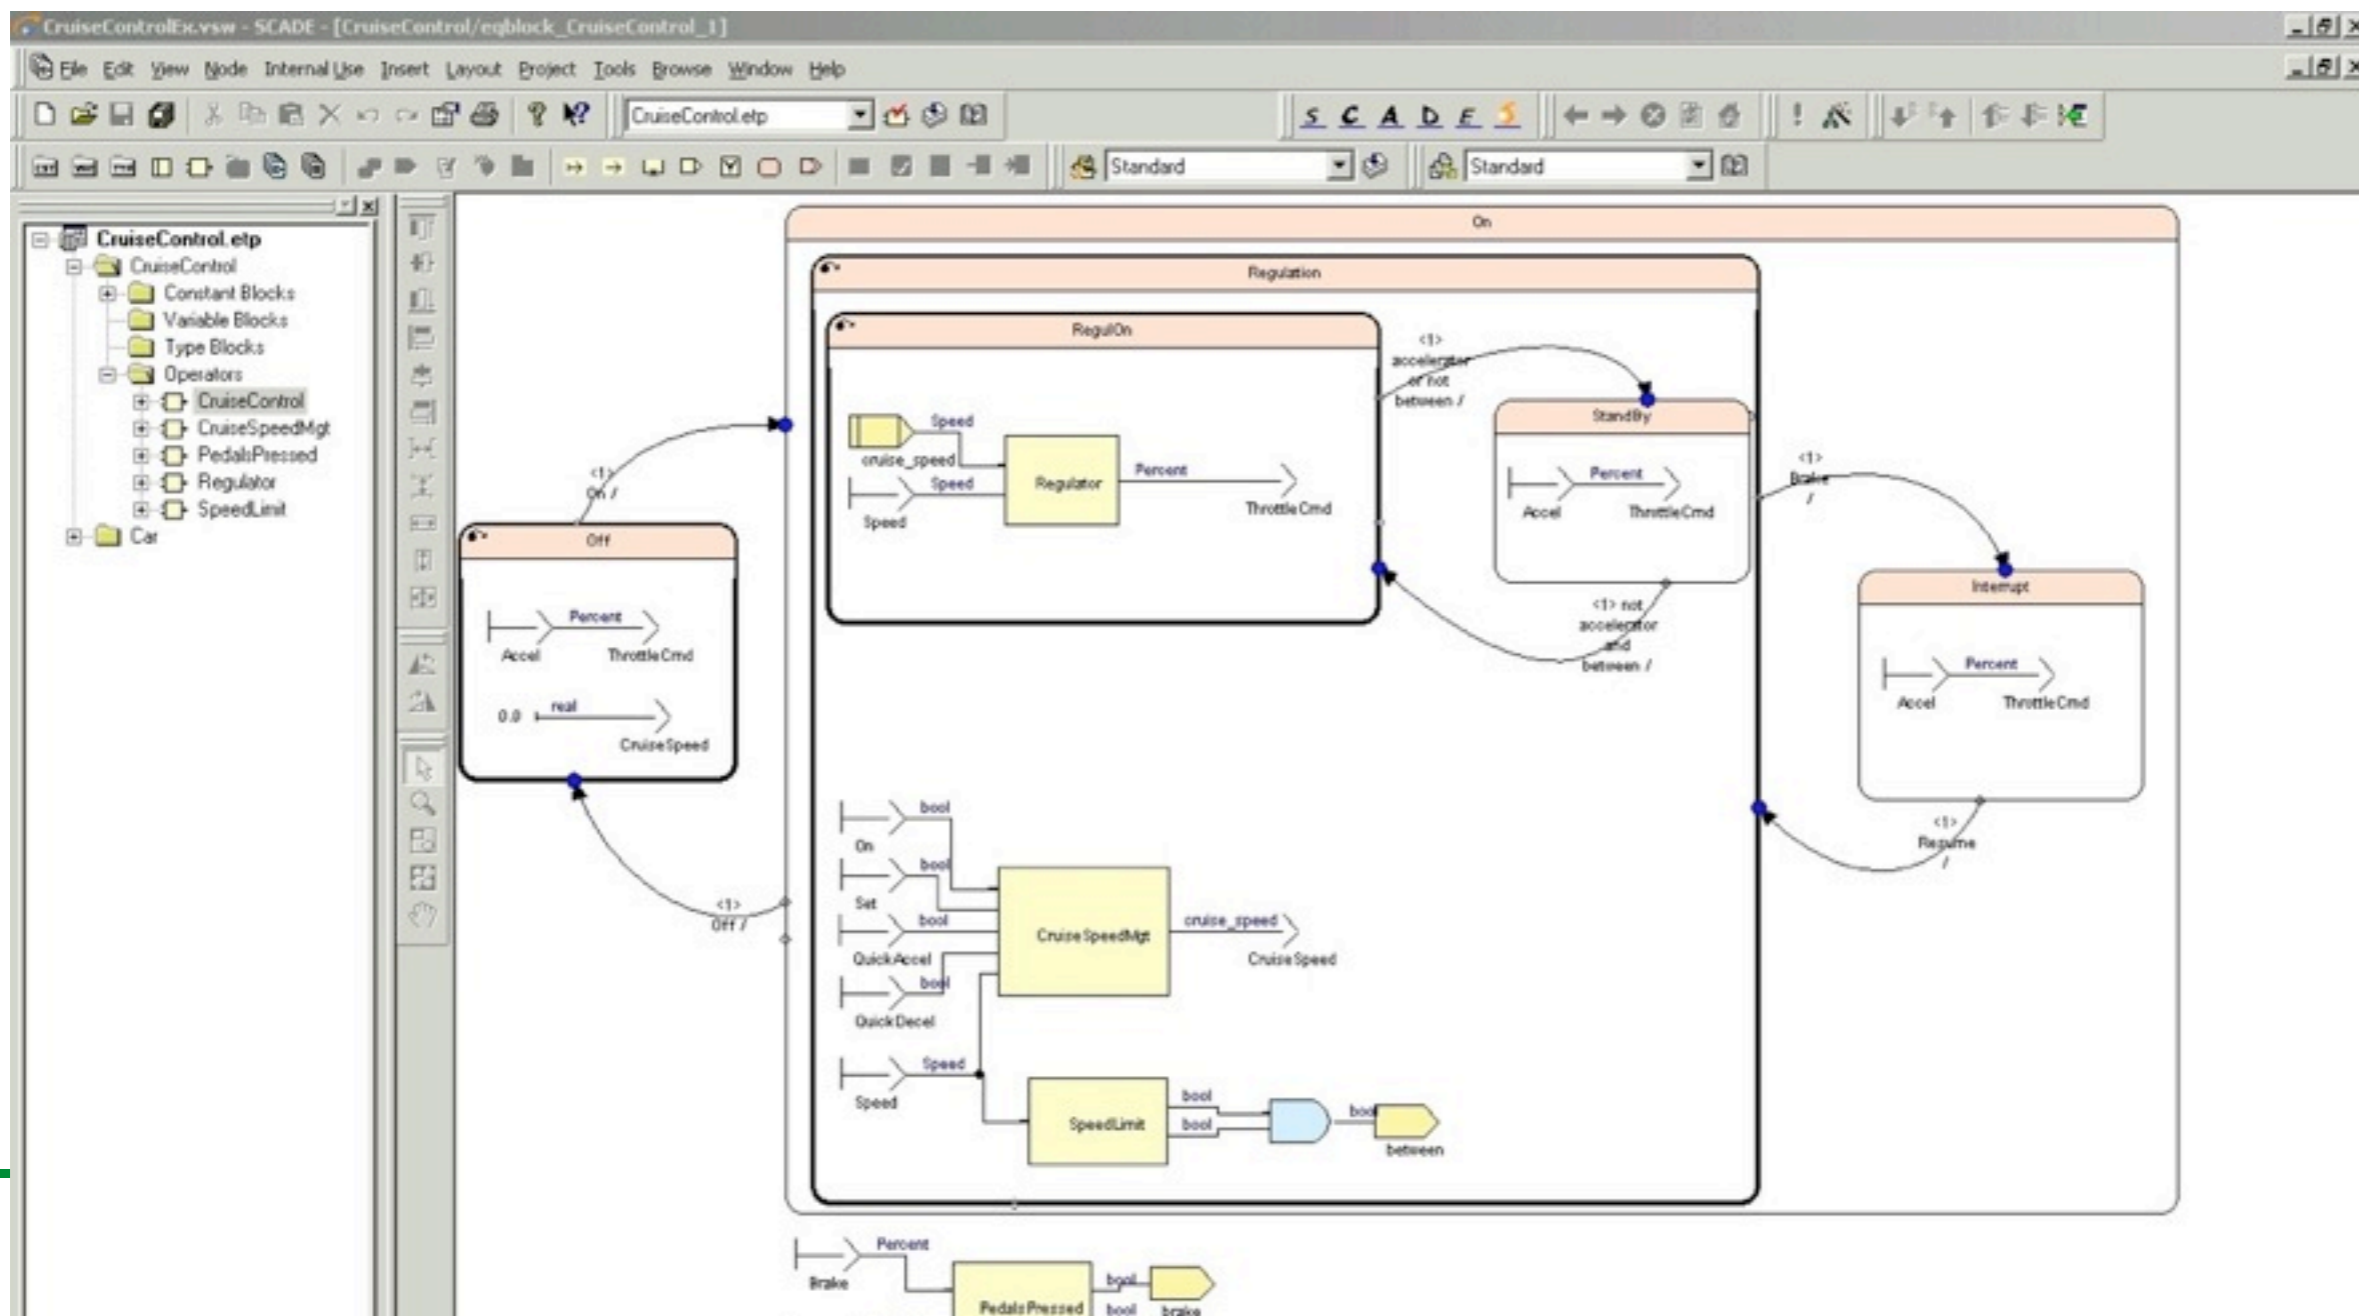 CruiseControlEx.vsw - SCADE - [CruiseControl/eqblock_CruiseControl_1]
File Edit View Node Internal Use Insert Layout Project Tools Browse Window Help
CruiseControl.etp
S C A D E
Standard
Standard
CruiseControl.etp
CruiseControl
Constant Blocks
Variable Blocks
Type Blocks
Operators
CruiseControl
CruiseSpeedMgt
PedalsPressed
Regulator
SpeedLimit
Car
On
Regulation
RegulOn
Speed
cruise_speed
Speed
Speed
Regulator
Percent
ThrottleCmd
<1>
accelerator
or not
between /
StandBy
Percent
Accel
ThrottleCmd
<1> not
accelerator
and
between /
<1>
Brake
/
Interrupt
Percent
Accel
ThrottleCmd
<1>
Resume
/
<1>
On /
Off
Percent
Accel
ThrottleCmd
0.0
real
CruiseSpeed
<1>
Off /
bool
On
bool
Set
bool
QuickAccel
bool
QuickDecel
Speed
Speed
CruiseSpeedMgt
cruise_speed
CruiseSpeed
SpeedLimit
bool
bool
bool
between
Percent
Brake
PedalsPressed
bool
bool
brake